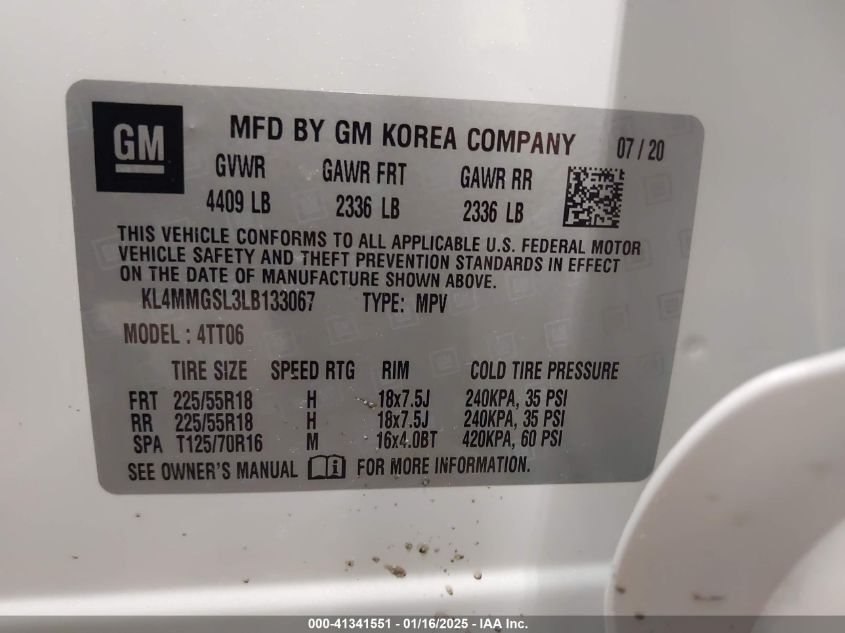 GM
MFD BY GM KOREA COMPANY 07 / 20
GVWR GAWR FRT GAWR RR
4409 LB 2336 LB 2336 LB
THIS VEHICLE CONFORMS TO ALL APPLICABLE U.S. FEDERAL MOTOR
VEHICLE SAFETY AND THEFT PREVENTION STANDARDS IN EFFECT
ON THE DATE OF MANUFACTURE SHOWN ABOVE.
KL4MMGSL3LB133067 TYPE: MPV
MODEL : 4TT06
TIRE SIZE SPEED RTG RIM COLD TIRE PRESSURE
FRT 225/55R18 H 18x7.5J 240KPA, 35 PSI
RR 225/55R18 H 18x7.5J 240KPA, 35 PSI
SPA T125/70R16 M 16x4.0BT 420KPA, 60 PSI
SEE OWNER'S MANUAL FOR MORE INFORMATION.
000-41341551 / 01/16/2025 - IAA Inc.